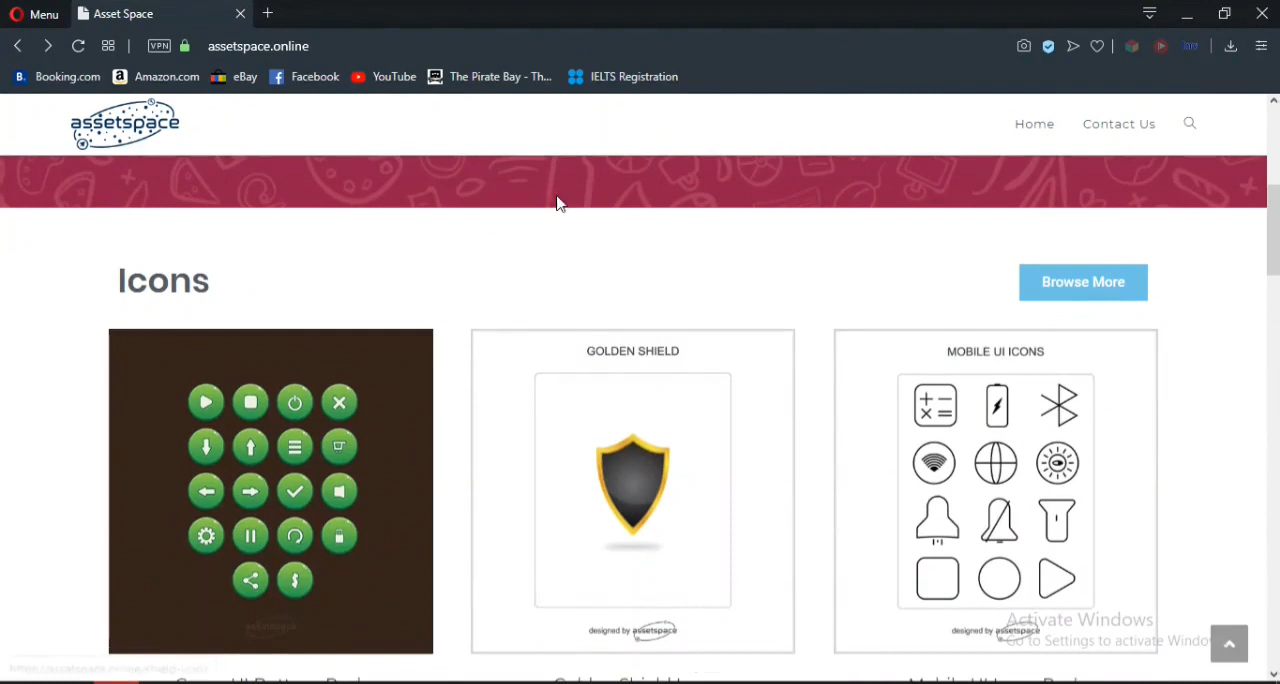 Menu
Asset Space
VPN
assetspace.online
Booking.com
Amazon.com
eBay
Facebook
YouTube
The Pirate Bay - Th...
IELTS Registration
assetspace
Home
Contact Us
Icons
Browse More
GOLDEN SHIELD
MOBILE UI ICONS
designed by assetspace
designed by assetspace
Activate Windows
Go to Settings to activate Windo